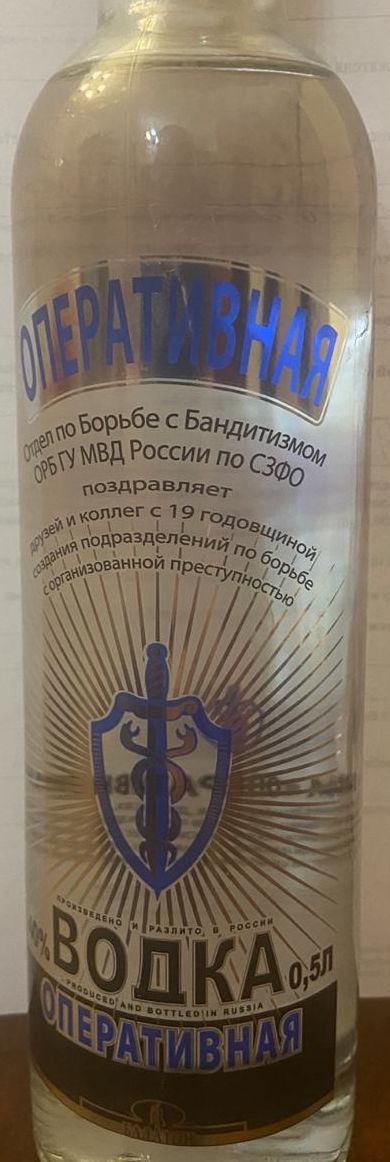 ОПЕРАТИВНАЯ
Отдел по Борьбе с Бандитизмом
ОРБ ГУ МВД России по СЗФО
поздравляет
друзей и коллег с 19 годовщиной
создания подразделений по борьбе
с организованной преступностью
ПРОИЗВЕДЕНО И РАЗЛИТО, В РОССИИ
40% ВОДКА 0,5Л
PRODUCED AND BOTTLED IN RUSSIA
ОПЕРАТИВНАЯ